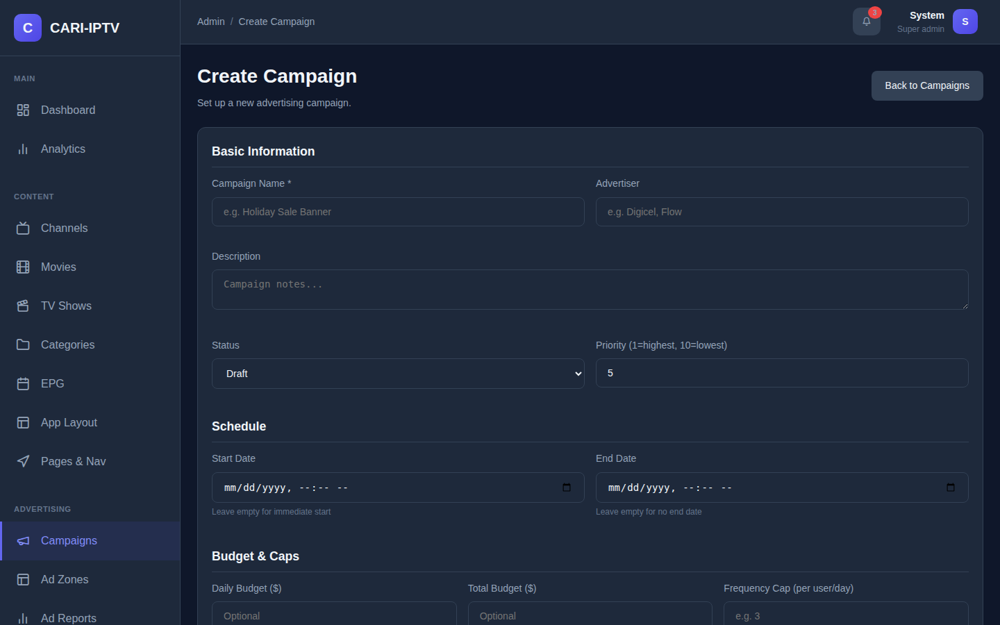 C CARI-IPTV
MAIN
Dashboard
Analytics
CONTENT
Channels
Movies
TV Shows
Categories
EPG
App Layout
Pages & Nav
ADVERTISING
Campaigns
Ad Zones
Ad Reports
Admin / Create Campaign
3
System
Super admin
S
Create Campaign
Set up a new advertising campaign.
Back to Campaigns
Basic Information
Campaign Name * Advertiser
e.g. Holiday Sale Banner e.g. Digicel, Flow
Description
Campaign notes...
Status Priority (1=highest, 10=lowest)
Draft 5
Schedule
Start Date End Date
mm/dd/yyyy, --:-- -- mm/dd/yyyy, --:-- --
Leave empty for immediate start Leave empty for no end date
Budget & Caps
Daily Budget ($) Total Budget ($) Frequency Cap (per user/day)
Optional Optional e.g. 3